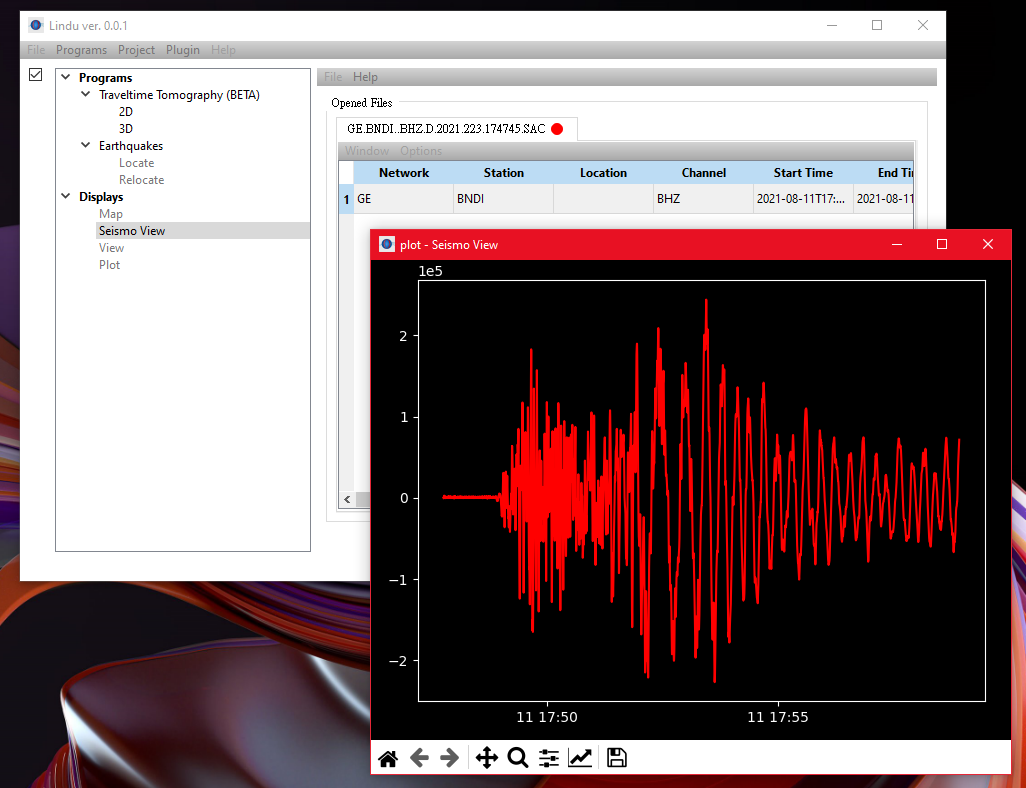 Lindu ver. 0.0.1
File Programs Project Plugin Help
Programs
Traveltime Tomography (BETA)
2D
3D
Earthquakes
Locate
Relocate
Displays
Map
Seismo View
View
Plot
File Help
Opened Files
GE.BNDI..BHZ.D.2021.223.174745.SAC
Window Options
Network Station Location Channel Start Time End Ti
1 GE BNDI BHZ 2021-08-11T17:... 2021-08-11
plot - Seismo View
1e5
2
1
0
−1
−2
11 17:50 11 17:55